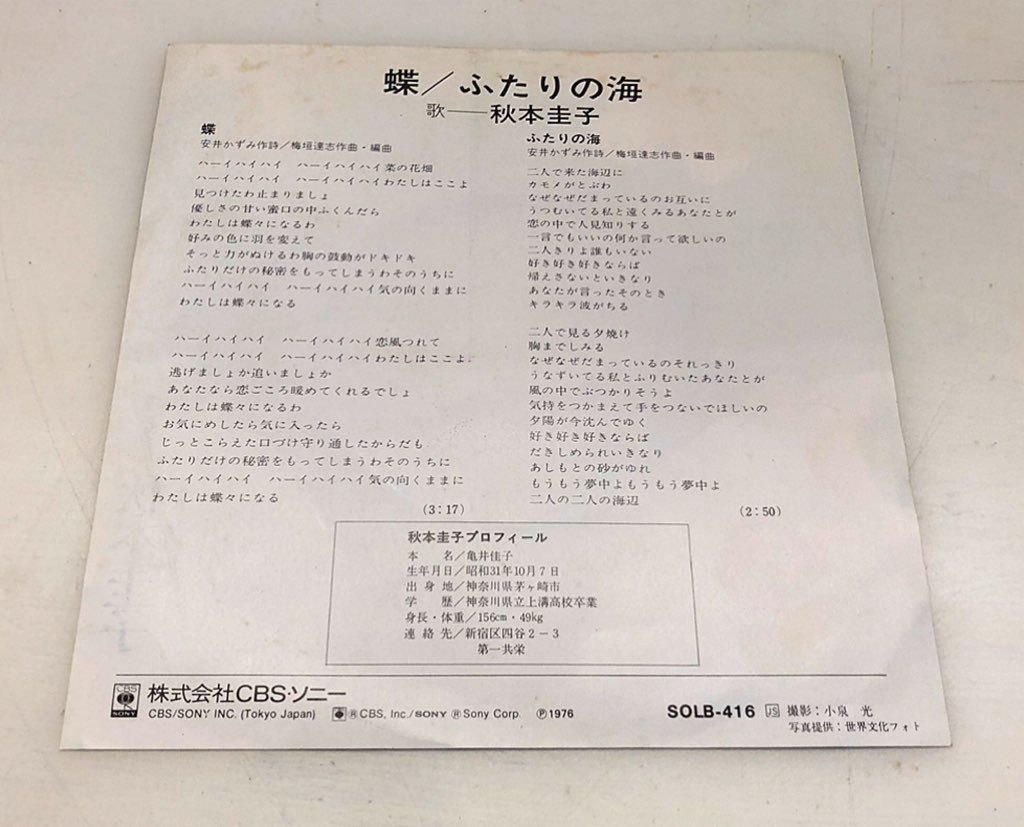 蝶／ふたりの海
歌――秋本圭子
蝶
安井かずみ作詩／梅垣達志作曲・編曲
ハーイハイハイ　ハーイハイハイ菜の花畑
ハーイハイハイ　ハーイハイハイわたしはここよ
見つけたわ止まりましょ
優しさの甘い蜜口の中ふくんだら
わたしは蝶々になるわ
好みの色に羽を変えて
そっと力がぬけるわ胸の鼓動がドキドキ
ふたりだけの秘密をもってしまうわそのうちに
ハーイハイハイ　ハーイハイハイ気の向くままに
わたしは蝶々になる
ハーイハイハイ　ハーイハイハイ恋風つれて
ハーイハイハイ　ハーイハイハイわたしはここよ
逃げましょか追いましょか
あなたなら恋ごころ暖めてくれるでしょ
わたしは蝶々になるわ
お気にめしたら気に入ったら
じっとこらえた口づけ守り通したからだも
ふたりだけの秘密をもってしまうわそのうちに
ハーイハイハイ　ハーイハイハイ気の向くままに
わたしは蝶々になる
(3：17)
ふたりの海
安井かずみ作詩／梅垣達志作曲・編曲
二人で来た海辺に
カモメがとぶわ
なぜなぜだまっているのお互いに
うつむいてる私と遠くみるあなたとが
恋の中で人見知りする
一言でもいいの何か言って欲しいの
二人きりよ誰もいない
好き好き好きならば
帰えさないといきなり
あなたが言ったそのとき
キラキラ波がちる
二人で見る夕焼け
胸までしみる
なぜなぜだまっているのそれっきり
うなずいてる私とふりむいたあなたとが
風の中でぶつかりそうよ
気持をつかまえて手をつないでほしいの
夕陽が今沈んでゆく
好き好き好きならば
だきしめられいきなり
あしもとの砂がゆれ
もうもう夢中よもうもう夢中よ
二人の二人の海辺
(2：50)
秋本圭子プロフィール
本　　名／亀井佳子
生年月日／昭和31年10月7日
出 身 地／神奈川県茅ヶ崎市
学　　歴／神奈川県立上溝高校卒業
身長・体重／156cm・49kg
連 絡 先／新宿区四谷2－3
第一共栄
CBS SONY 株式会社CBS・ソニー
CBS/SONY INC. (Tokyo Japan) ®CBS, Inc./SONY ®Sony Corp. ℗1976
SOLB-416 JS 撮影：小泉　光
写真提供：世界文化フォト